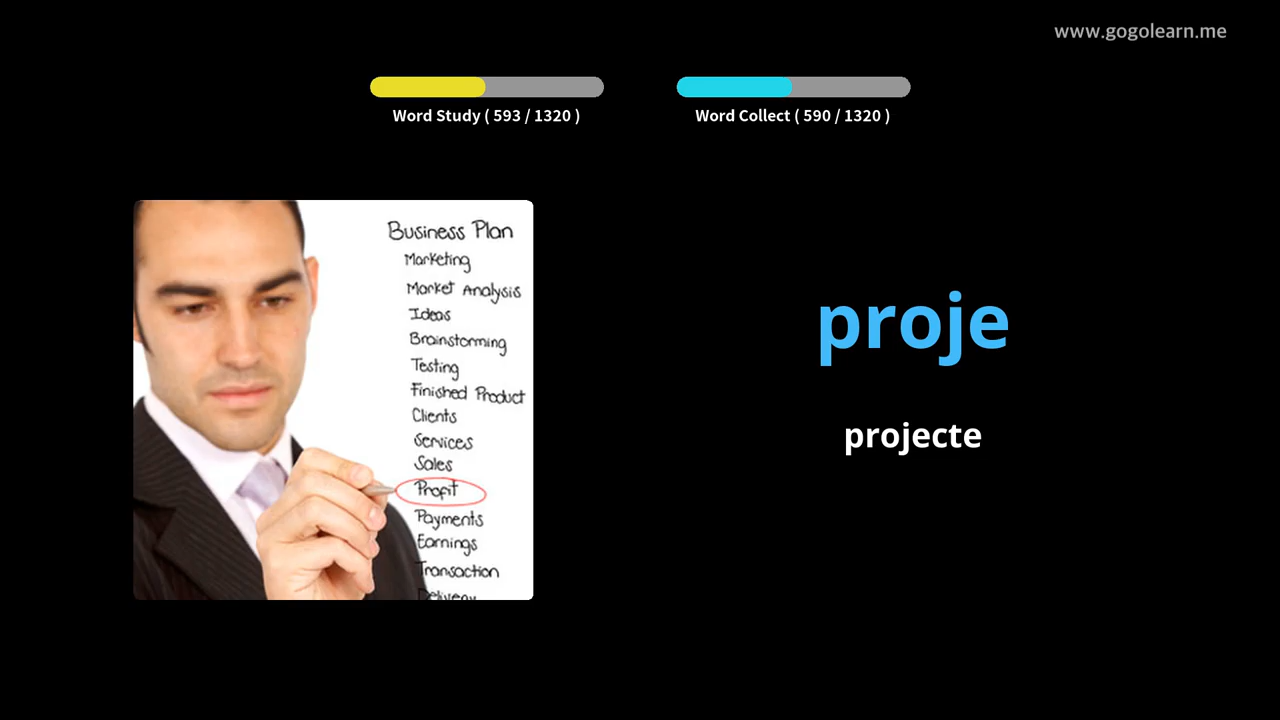 www.gogolearn.me
Word Study ( 593 / 1320 )
Word Collect ( 590 / 1320 )
Business Plan
Marketing
Market Analysis
Ideas
Brainstorming
Testing
Finished Product
Clients
Services
Sales
Profit
Payments
Earnings
Transaction
Delivery
proje
projecte